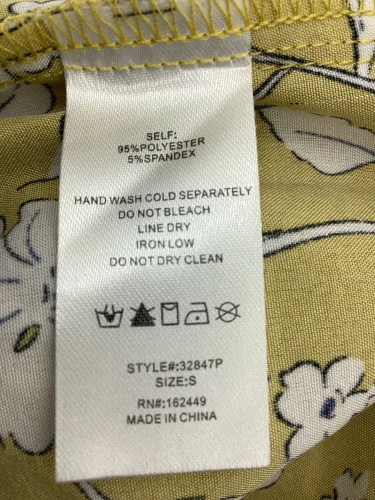 SELF:
95%POLYESTER
5%SPANDEX
HAND WASH COLD SEPARATELY
DO NOT BLEACH
LINE DRY
IRON LOW
DO NOT DRY CLEAN
STYLE#:32847P
SIZE:S
RN#:162449
MADE IN CHINA